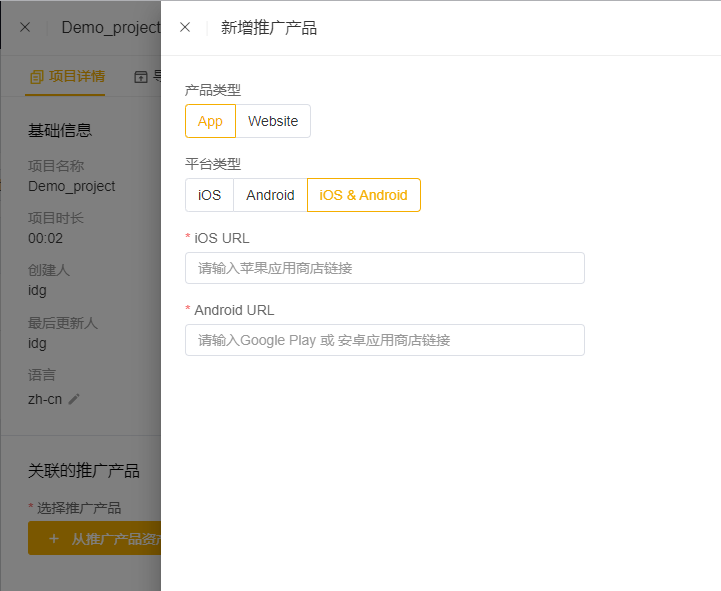 Demo_project
项目详情
基础信息
项目名称
Demo_project
项目时长
00:02
创建人
idg
最后更新人
idg
语言
zh-cn
关联的推广产品
* 选择推广产品
+ 从推广产品资
新增推广产品
产品类型
App
Website
平台类型
iOS
Android
iOS & Android
* iOS URL
请输入苹果应用商店链接
* Android URL
请输入Google Play 或 安卓应用商店链接